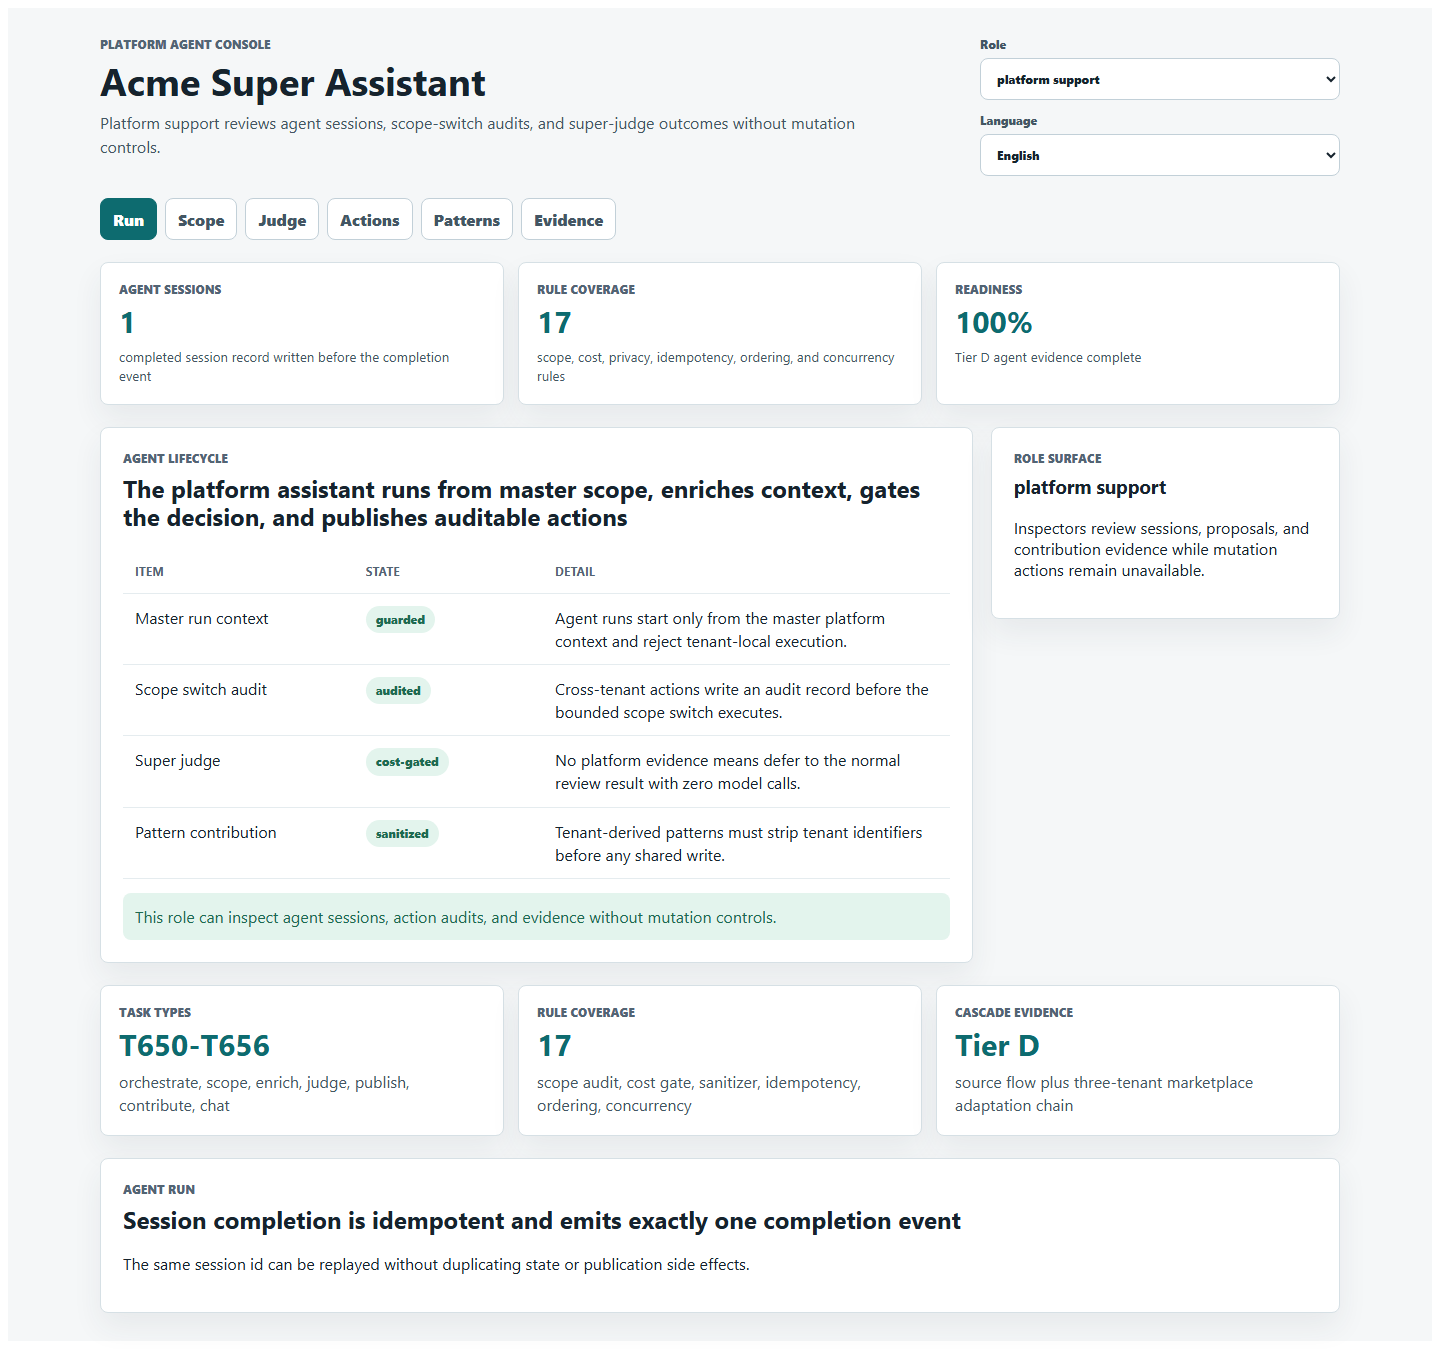 PLATFORM AGENT CONSOLE
Acme Super Assistant
Platform support reviews agent sessions, scope-switch audits, and super-judge outcomes without mutation
controls.
Role
platform support
Language
English
Run
Scope
Judge
Actions
Patterns
Evidence
AGENT SESSIONS
1
completed session record written before the completion
event
RULE COVERAGE
17
scope, cost, privacy, idempotency, ordering, and concurrency
rules
READINESS
100%
Tier D agent evidence complete
AGENT LIFECYCLE
The platform assistant runs from master scope, enriches context, gates
the decision, and publishes auditable actions
ITEM STATE DETAIL
Master run context
guarded
Agent runs start only from the master platform
context and reject tenant-local execution.
Scope switch audit
audited
Cross-tenant actions write an audit record before the
bounded scope switch executes.
Super judge
cost-gated
No platform evidence means defer to the normal
review result with zero model calls.
Pattern contribution
sanitized
Tenant-derived patterns must strip tenant identifiers
before any shared write.
This role can inspect agent sessions, action audits, and evidence without mutation controls.
ROLE SURFACE
platform support
Inspectors review sessions, proposals, and
contribution evidence while mutation
actions remain unavailable.
TASK TYPES
T650-T656
orchestrate, scope, enrich, judge, publish,
contribute, chat
RULE COVERAGE
17
scope audit, cost gate, sanitizer, idempotency,
ordering, concurrency
CASCADE EVIDENCE
Tier D
source flow plus three-tenant marketplace
adaptation chain
AGENT RUN
Session completion is idempotent and emits exactly one completion event
The same session id can be replayed without duplicating state or publication side effects.